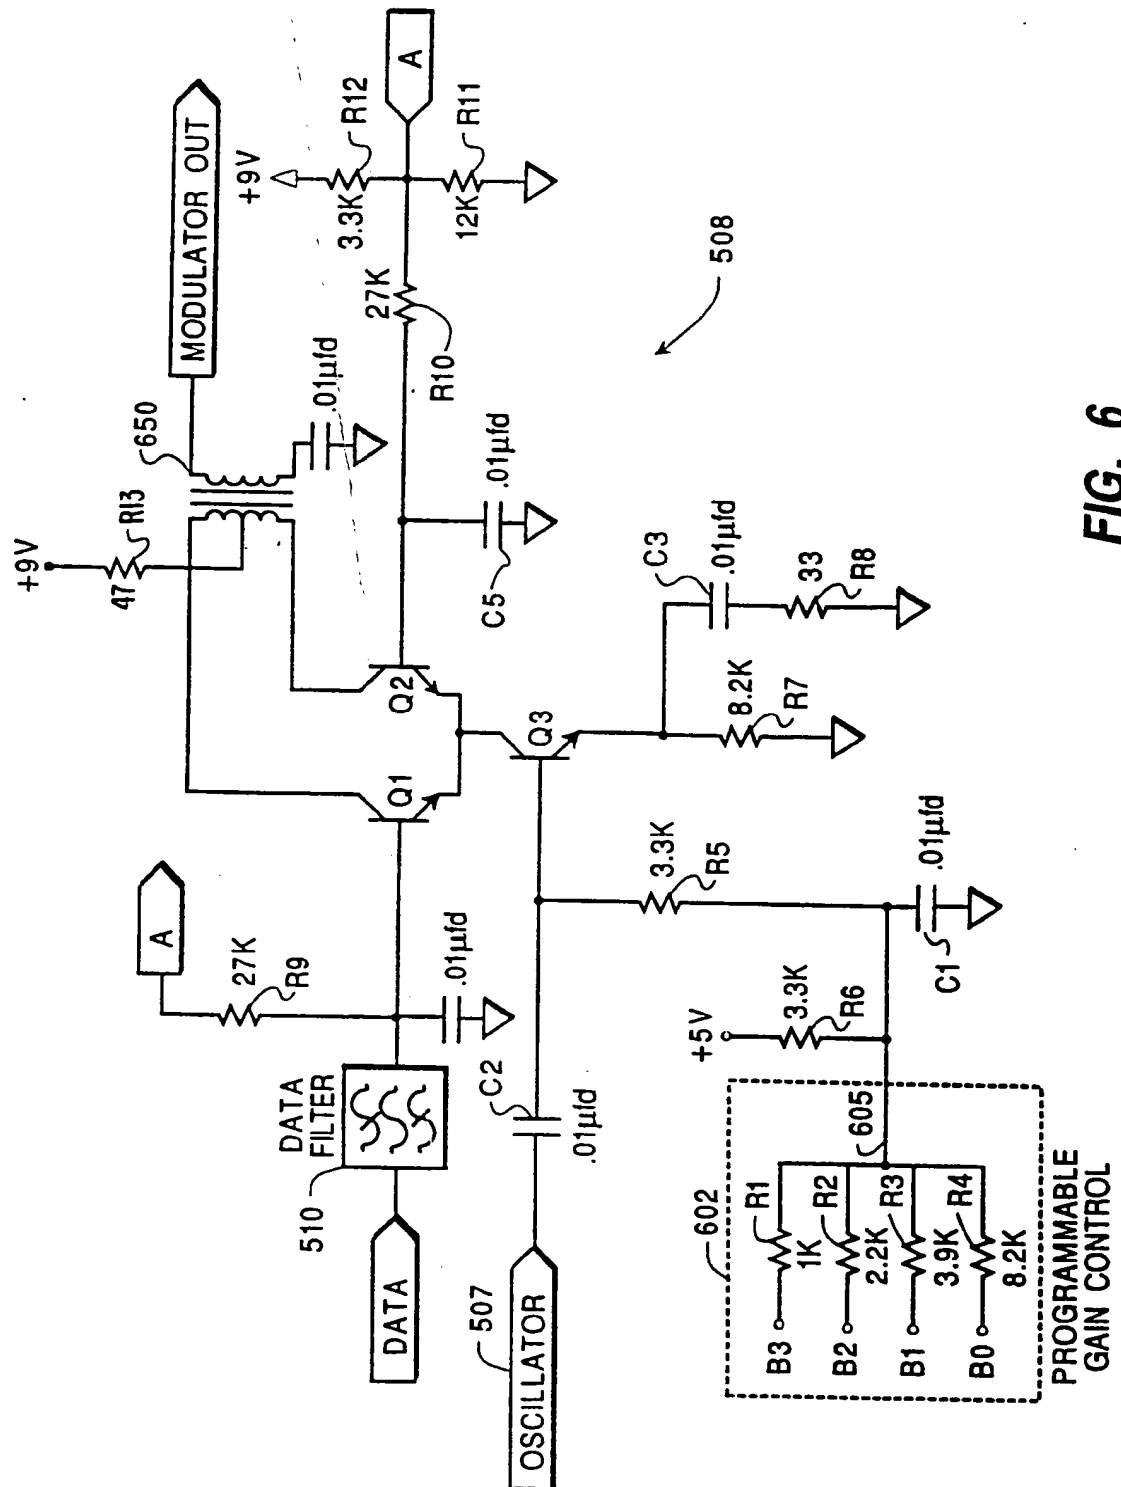 +9V
47
R13
650
MODULATOR OUT
+9V
3.3K
R12
A
12K
R11
27K
R10
.01µfd
C5
.01µfd
508
A
27K
R9
.01µfd
DATA
FILTER
510
DATA
Q1
Q2
Q3
507
OSCILLATOR
C2
.01µfd
3.3K
R5
8.2K
R7
C3
.01µfd
33
R8
+5V
3.3K
R6
C1
.01µfd
602
605
B3
R1
1K
B2
R2
2.2K
B1
R3
3.9K
B0
R4
8.2K
PROGRAMMABLE
GAIN CONTROL
FIG. 6